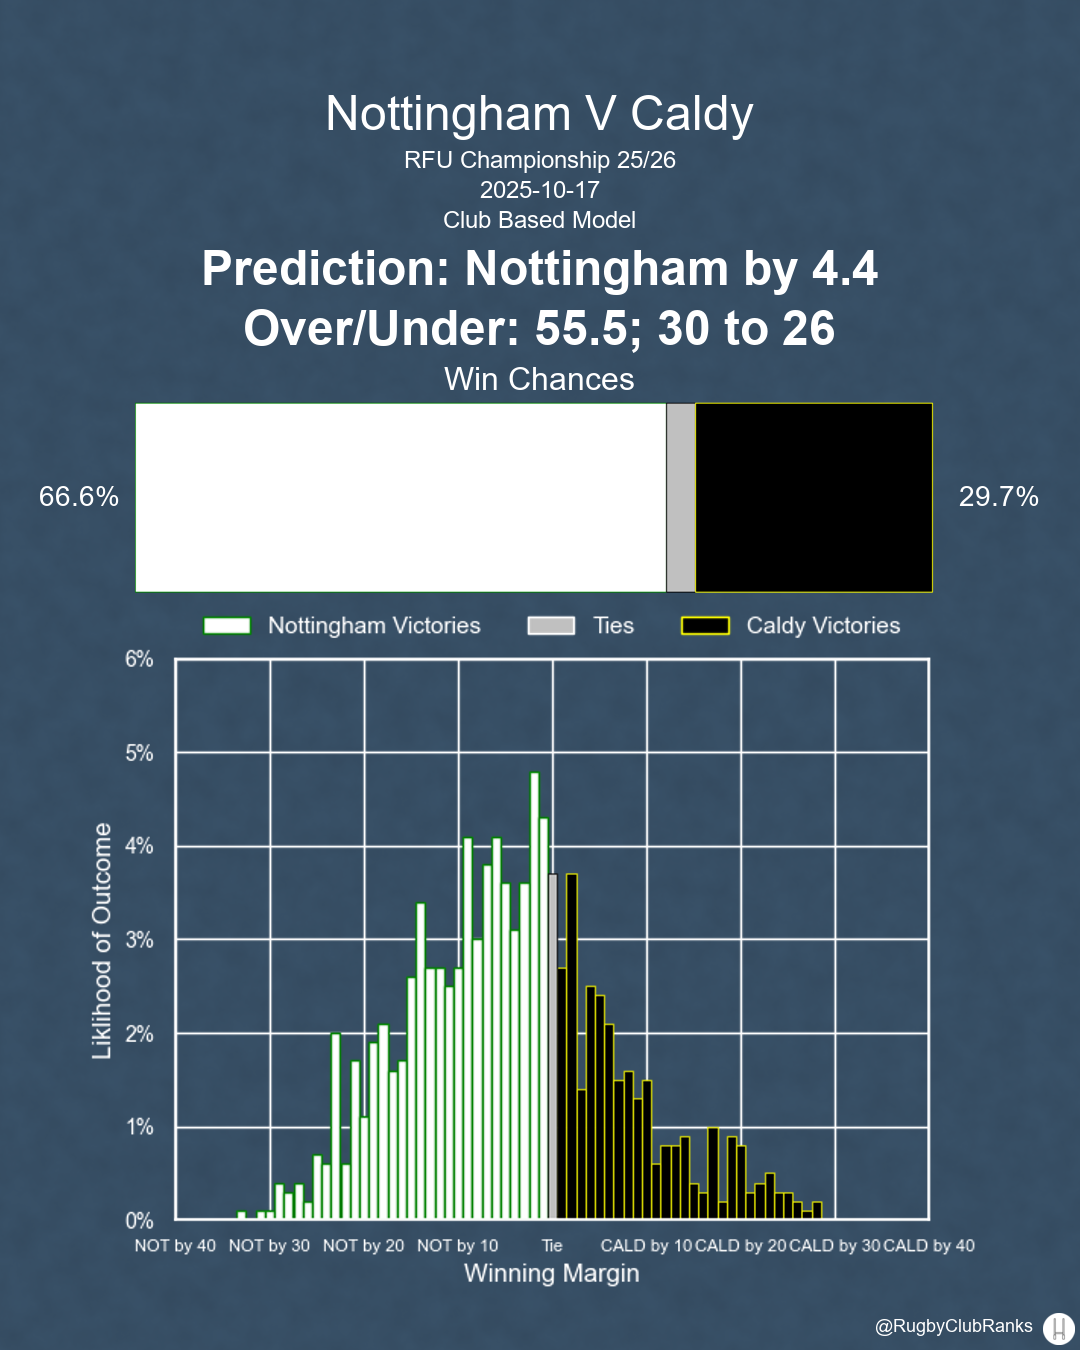 Nottingham V Caldy
RFU Championship 25/26
2025-10-17
Club Based Model
Prediction: Nottingham by 4.4
Over/Under: 55.5; 30 to 26
Win Chances
66.6%
29.7%
Nottingham Victories
Ties
Caldy Victories
6%
5%
4%
3%
2%
1%
0%
Liklihood of Outcome
NOT by 40
NOT by 30
NOT by 20
NOT by 10
Tie
CALD by 10
CALD by 20
CALD by 30
CALD by 40
Winning Margin
@RugbyClubRanks